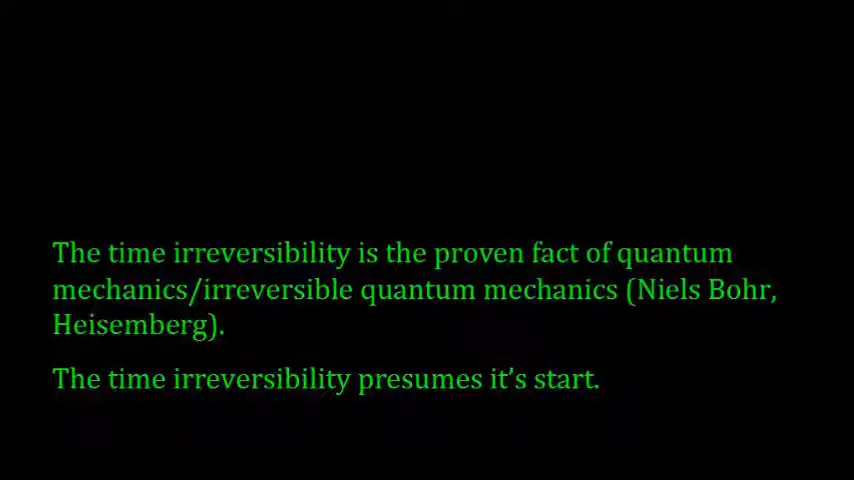 The time irreversibility is the proven fact of quantum
mechanics/irreversible quantum mechanics (Niels Bohr,
Heisemberg).
The time irreversibility presumes it’s start.